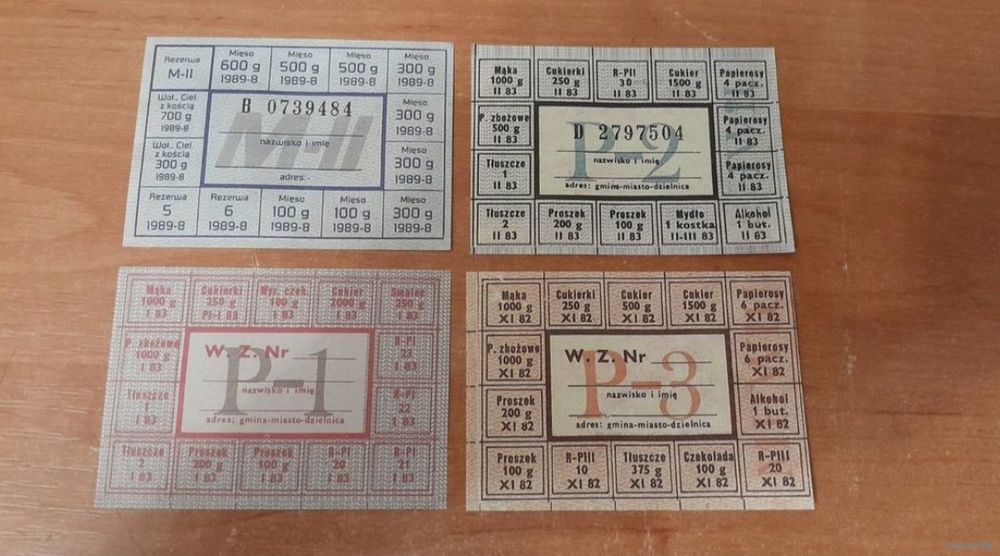 Rezerwa
M-II
Mięso
600 g
1989-8
Mięso
500 g
1989-8
Mięso
500 g
1989-8
Mięso
300 g
1989-8
Woł., Ciel.
z kością
700 g
1989-8
B 0739484
M-II
nazwisko i imię
adres:
Mięso
300 g
1989-8
Woł., Ciel.
z kością
300 g
1989-8
Mięso
300 g
1989-8
Rezerwa
5
1989-8
Rezerwa
6
1989-8
Mięso
100 g
1989-8
Mięso
100 g
1989-8
Mięso
300 g
1989-8
Mąka
1000 g
II 83
Cukierki
250 g
II 83
R-PII
30
II 83
Cukier
1500 g
II 83
Papierosy
4 pacz.
II 83
P. zbożowe
500 g
II 83
D 2797504
P-2
nazwisko i imię
adres: gmina-miasto-dzielnica
Papierosy
4 pacz.
II 83
Tłuszcze
1
II 83
Papierosy
4 pacz.
II 83
Tłuszcze
2
II 83
Proszek
200 g
II 83
Proszek
100 g
II 83
Mydło
1 kostka
II-III 83
Alkohol
1 but.
II 83
Mąka
1000 g
I 83
Cukierki
250 g
PI-I 83
Wyr. czek.
100 g
I 83
Cukier
2000 g
I 83
Smalec
250 g
I 83
P. zbożowe
1000 g
I 83
W. Z. Nr
P-1
nazwisko i imię
adres: gmina-miasto-dzielnica
R-PI
23
I 83
Tłuszcze
1
I 83
R-PI
22
I 83
Tłuszcze
2
I 83
Proszek
200 g
I 83
Proszek
100 g
I 83
R-PI
20
I 83
R-PI
21
I 83
Mąka
1000 g
XI 82
Cukierki
250 g
XI 82
Cukier
500 g
XI 82
Cukier
1500 g
XI 82
Papierosy
6 pacz.
XI 82
P. zbożowe
1000 g
XI 82
W. Z. Nr
P-3
nazwisko i imię
adres: gmina-miasto-dzielnica
Papierosy
6 pacz.
XI 82
Proszek
200 g
XI 82
Alkohol
1 but.
XI 82
Proszek
100 g
XI 82
R-PIII
10
XI 82
Tłuszcze
375 g
XI 82
Czekolada
100 g
XI 82
R-PIII
20
XI 82